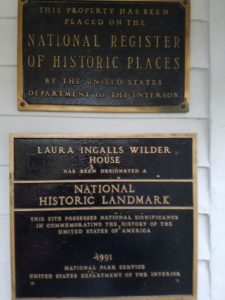 THIS PROPERTY HAS BEEN
PLACED ON THE
NATIONAL REGISTER
OF HISTORIC PLACES
BY THE UNITED STATES
DEPARTMENT OF THE INTERIOR
LAURA INGALLS WILDER
HOUSE
HAS BEEN DESIGNATED A
NATIONAL
HISTORIC LANDMARK
THIS SITE POSSESSES NATIONAL SIGNIFICANCE
IN COMMEMORATING THE HISTORY OF THE
UNITED STATES OF AMERICA
1991
NATIONAL PARK SERVICE
UNITED STATES DEPARTMENT OF THE INTERIOR